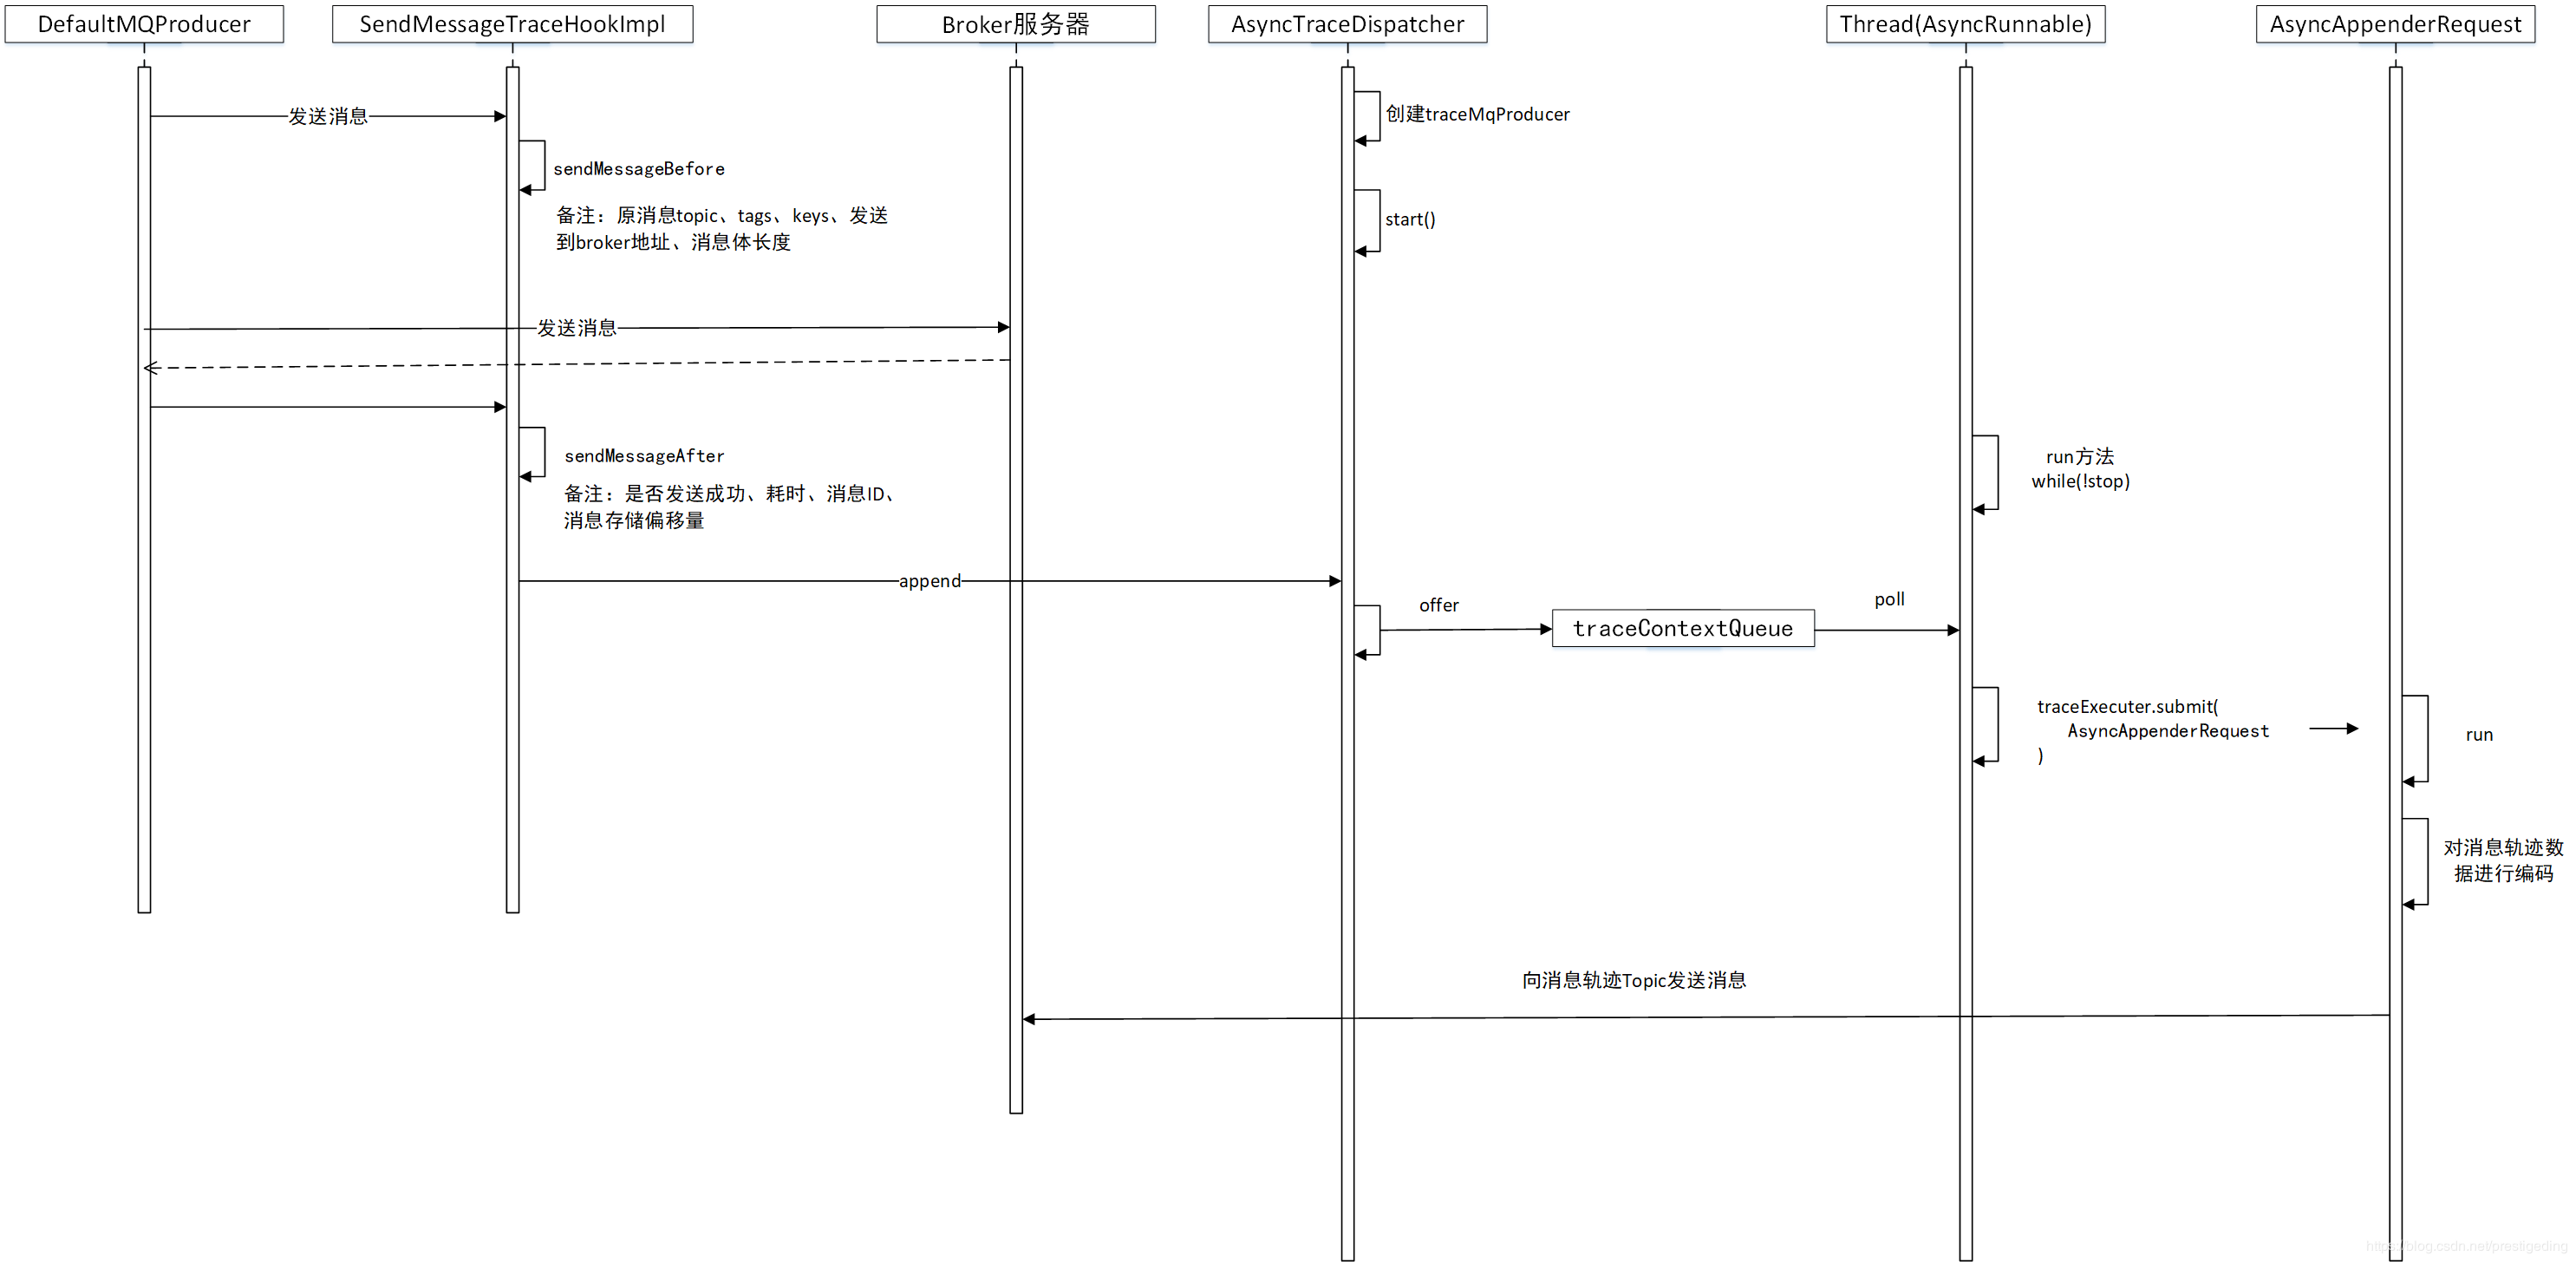 DefaultMQProducer
SendMessageTraceHookImpl
Broker服务器
AsyncTraceDispatcher
Thread(AsyncRunnable)
AsyncAppenderRequest
发送消息
创建traceMqProducer
sendMessageBefore
备注：原消息topic、tags、keys、发送
到broker地址、消息体长度
start()
发送消息
sendMessageAfter
备注：是否发送成功、耗时、消息ID、
消息存储偏移量
run方法
while(!stop)
append
offer
traceContextQueue
poll
traceExecuter.submit(
AsyncAppenderRequest
)
run
对消息轨迹数
据进行编码
向消息轨迹Topic发送消息
https://blog.csdn.net/prestigeding